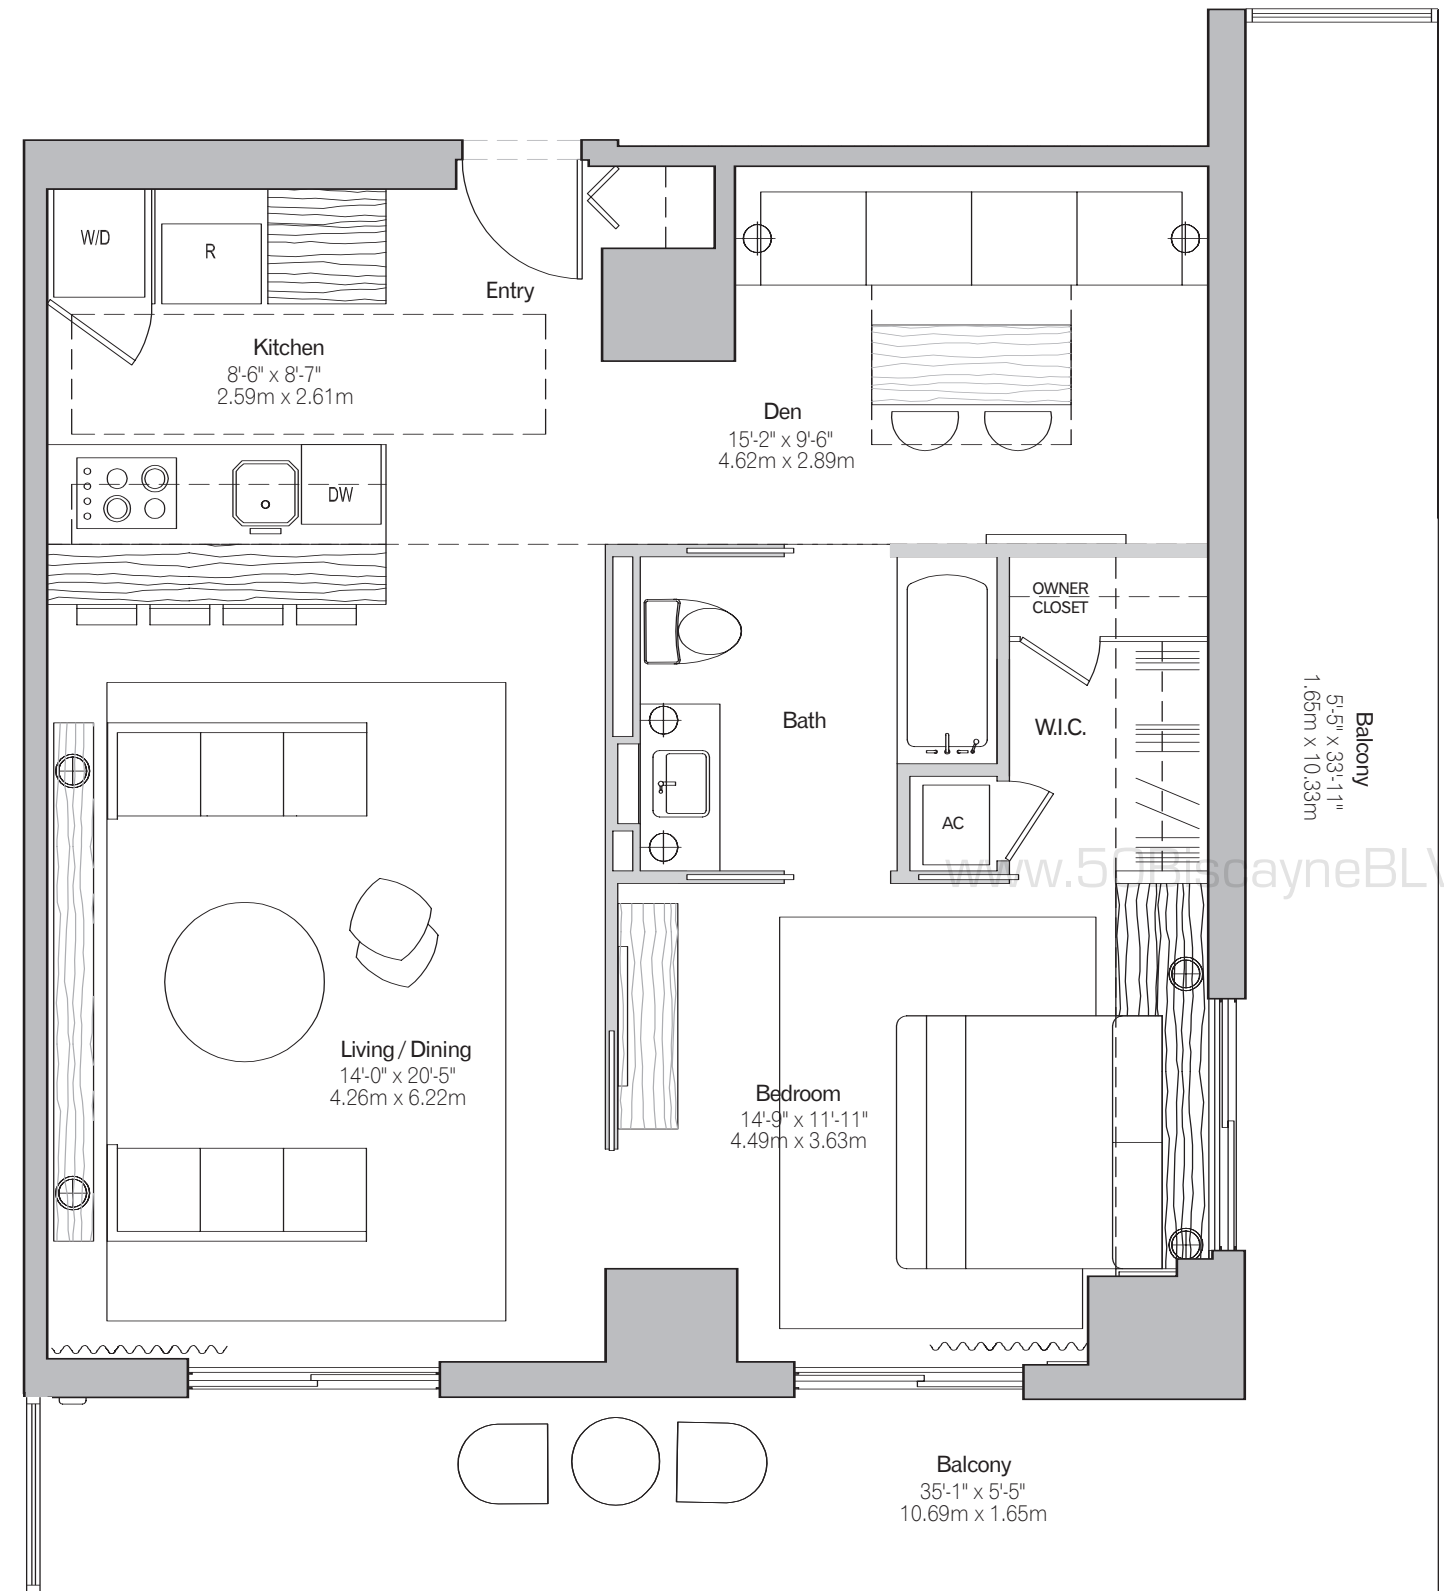 W/D
R
Entry
Kitchen
8'-6" x 8'-7"
2.59m x 2.61m
Den
15'-2" x 9'-6"
4.62m x 2.89m
DW
OWNER
CLOSET
Bath
W.I.C.
Balcony
5'-5" x 33'-11"
1.65m x 10.33m
AC
www.50BiscayneBLV
Living / Dining
14'-0" x 20'-5"
4.26m x 6.22m
Bedroom
14'-9" x 11'-11"
4.49m x 3.63m
Balcony
35'-1" x 5'-5"
10.69m x 1.65m